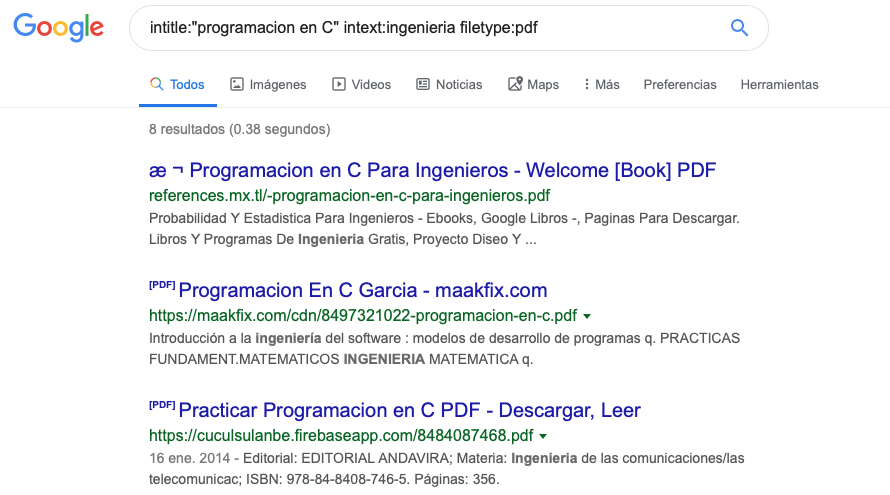 Google
intitle:"programacion en C" intext:ingenieria filetype:pdf
Todos Imágenes Videos Noticias Maps Más Preferencias Herramientas
8 resultados (0.38 segundos)
æ ¬ Programacion en C Para Ingenieros - Welcome [Book] PDF
references.mx.tl/-programacion-en-c-para-ingenieros.pdf
Probabilidad Y Estadistica Para Ingenieros - Ebooks, Google Libros -, Paginas Para Descargar.
Libros Y Programas De Ingenieria Gratis, Proyecto Diseo Y ...
[PDF] Programacion En C Garcia - maakfix.com
https://maakfix.com/cdn/8497321022-programacion-en-c.pdf
Introducción a la ingeniería del software : modelos de desarrollo de programas q. PRACTICAS
FUNDAMENT.MATEMATICOS INGENIERIA MATEMATICA q.
[PDF] Practicar Programacion en C PDF - Descargar, Leer
https://cuculsulanbe.firebaseapp.com/8484087468.pdf
16 ene. 2014 - Editorial: EDITORIAL ANDAVIRA; Materia: Ingenieria de las comunicaciones/las
telecomunicac; ISBN: 978-84-8408-746-5. Páginas: 356.